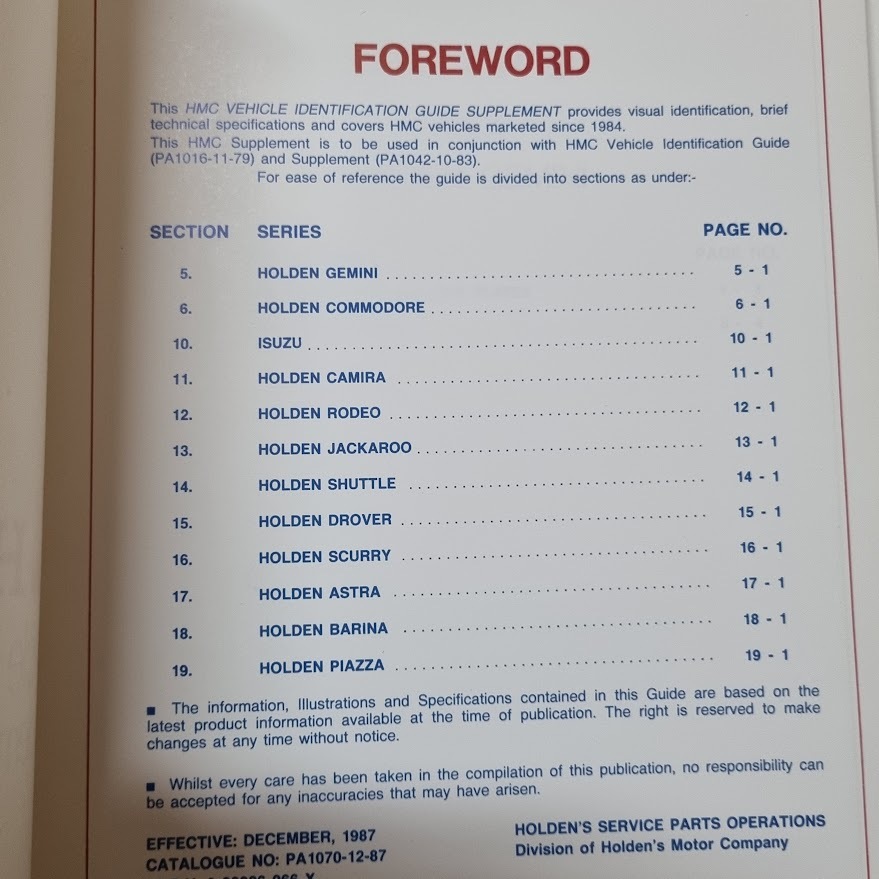 FOREWORD
This HMC VEHICLE IDENTIFICATION GUIDE SUPPLEMENT provides visual identification, brief
technical specifications and covers HMC vehicles marketed since 1984.
This HMC Supplement is to be used in conjunction with HMC Vehicle Identification Guide
(PA1016-11-79) and Supplement (PA1042-10-83).
For ease of reference the guide is divided into sections as under:-
SECTION SERIES PAGE NO.
5. HOLDEN GEMINI 5 - 1
6. HOLDEN COMMODORE 6 - 1
10. ISUZU 10 - 1
11. HOLDEN CAMIRA 11 - 1
12. HOLDEN RODEO 12 - 1
13. HOLDEN JACKAROO 13 - 1
14. HOLDEN SHUTTLE 14 - 1
15. HOLDEN DROVER 15 - 1
16. HOLDEN SCURRY 16 - 1
17. HOLDEN ASTRA 17 - 1
18. HOLDEN BARINA 18 - 1
19. HOLDEN PIAZZA 19 - 1
■ The information, Illustrations and Specifications contained in this Guide are based on the
latest product information available at the time of publication. The right is reserved to make
changes at any time without notice.
■ Whilst every care has been taken in the compilation of this publication, no responsibility can
be accepted for any inaccuracies that may have arisen.
EFFECTIVE: DECEMBER, 1987
CATALOGUE NO: PA1070-12-87
HOLDEN'S SERVICE PARTS OPERATIONS
Division of Holden's Motor Company